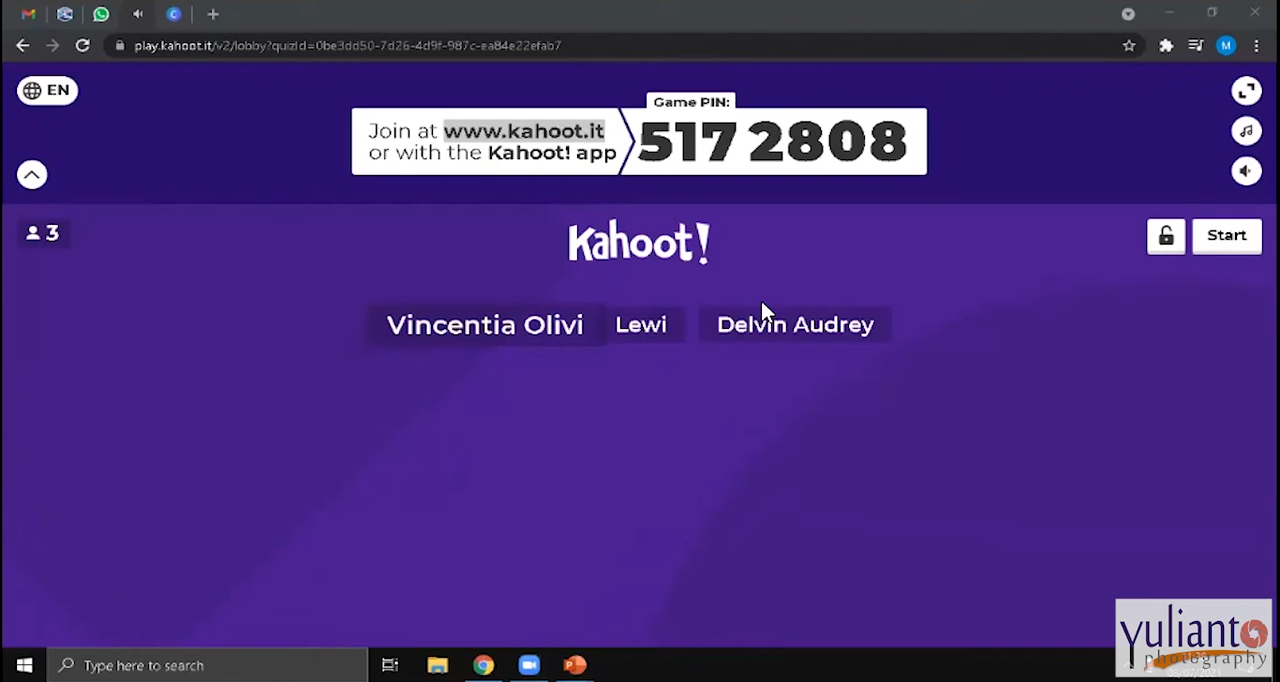 play.kahoot.it/v2/lobby?quizId=0be3dd50-7d26-4d9f-987c-ea84e22efab7
M
EN
Game PIN:
Join at www.kahoot.it
or with the Kahoot! app
517 2808
3
Kahoot!
Start
Vincentia Olivi
Lewi
Delvin Audrey
yulianto
photography
Type here to search